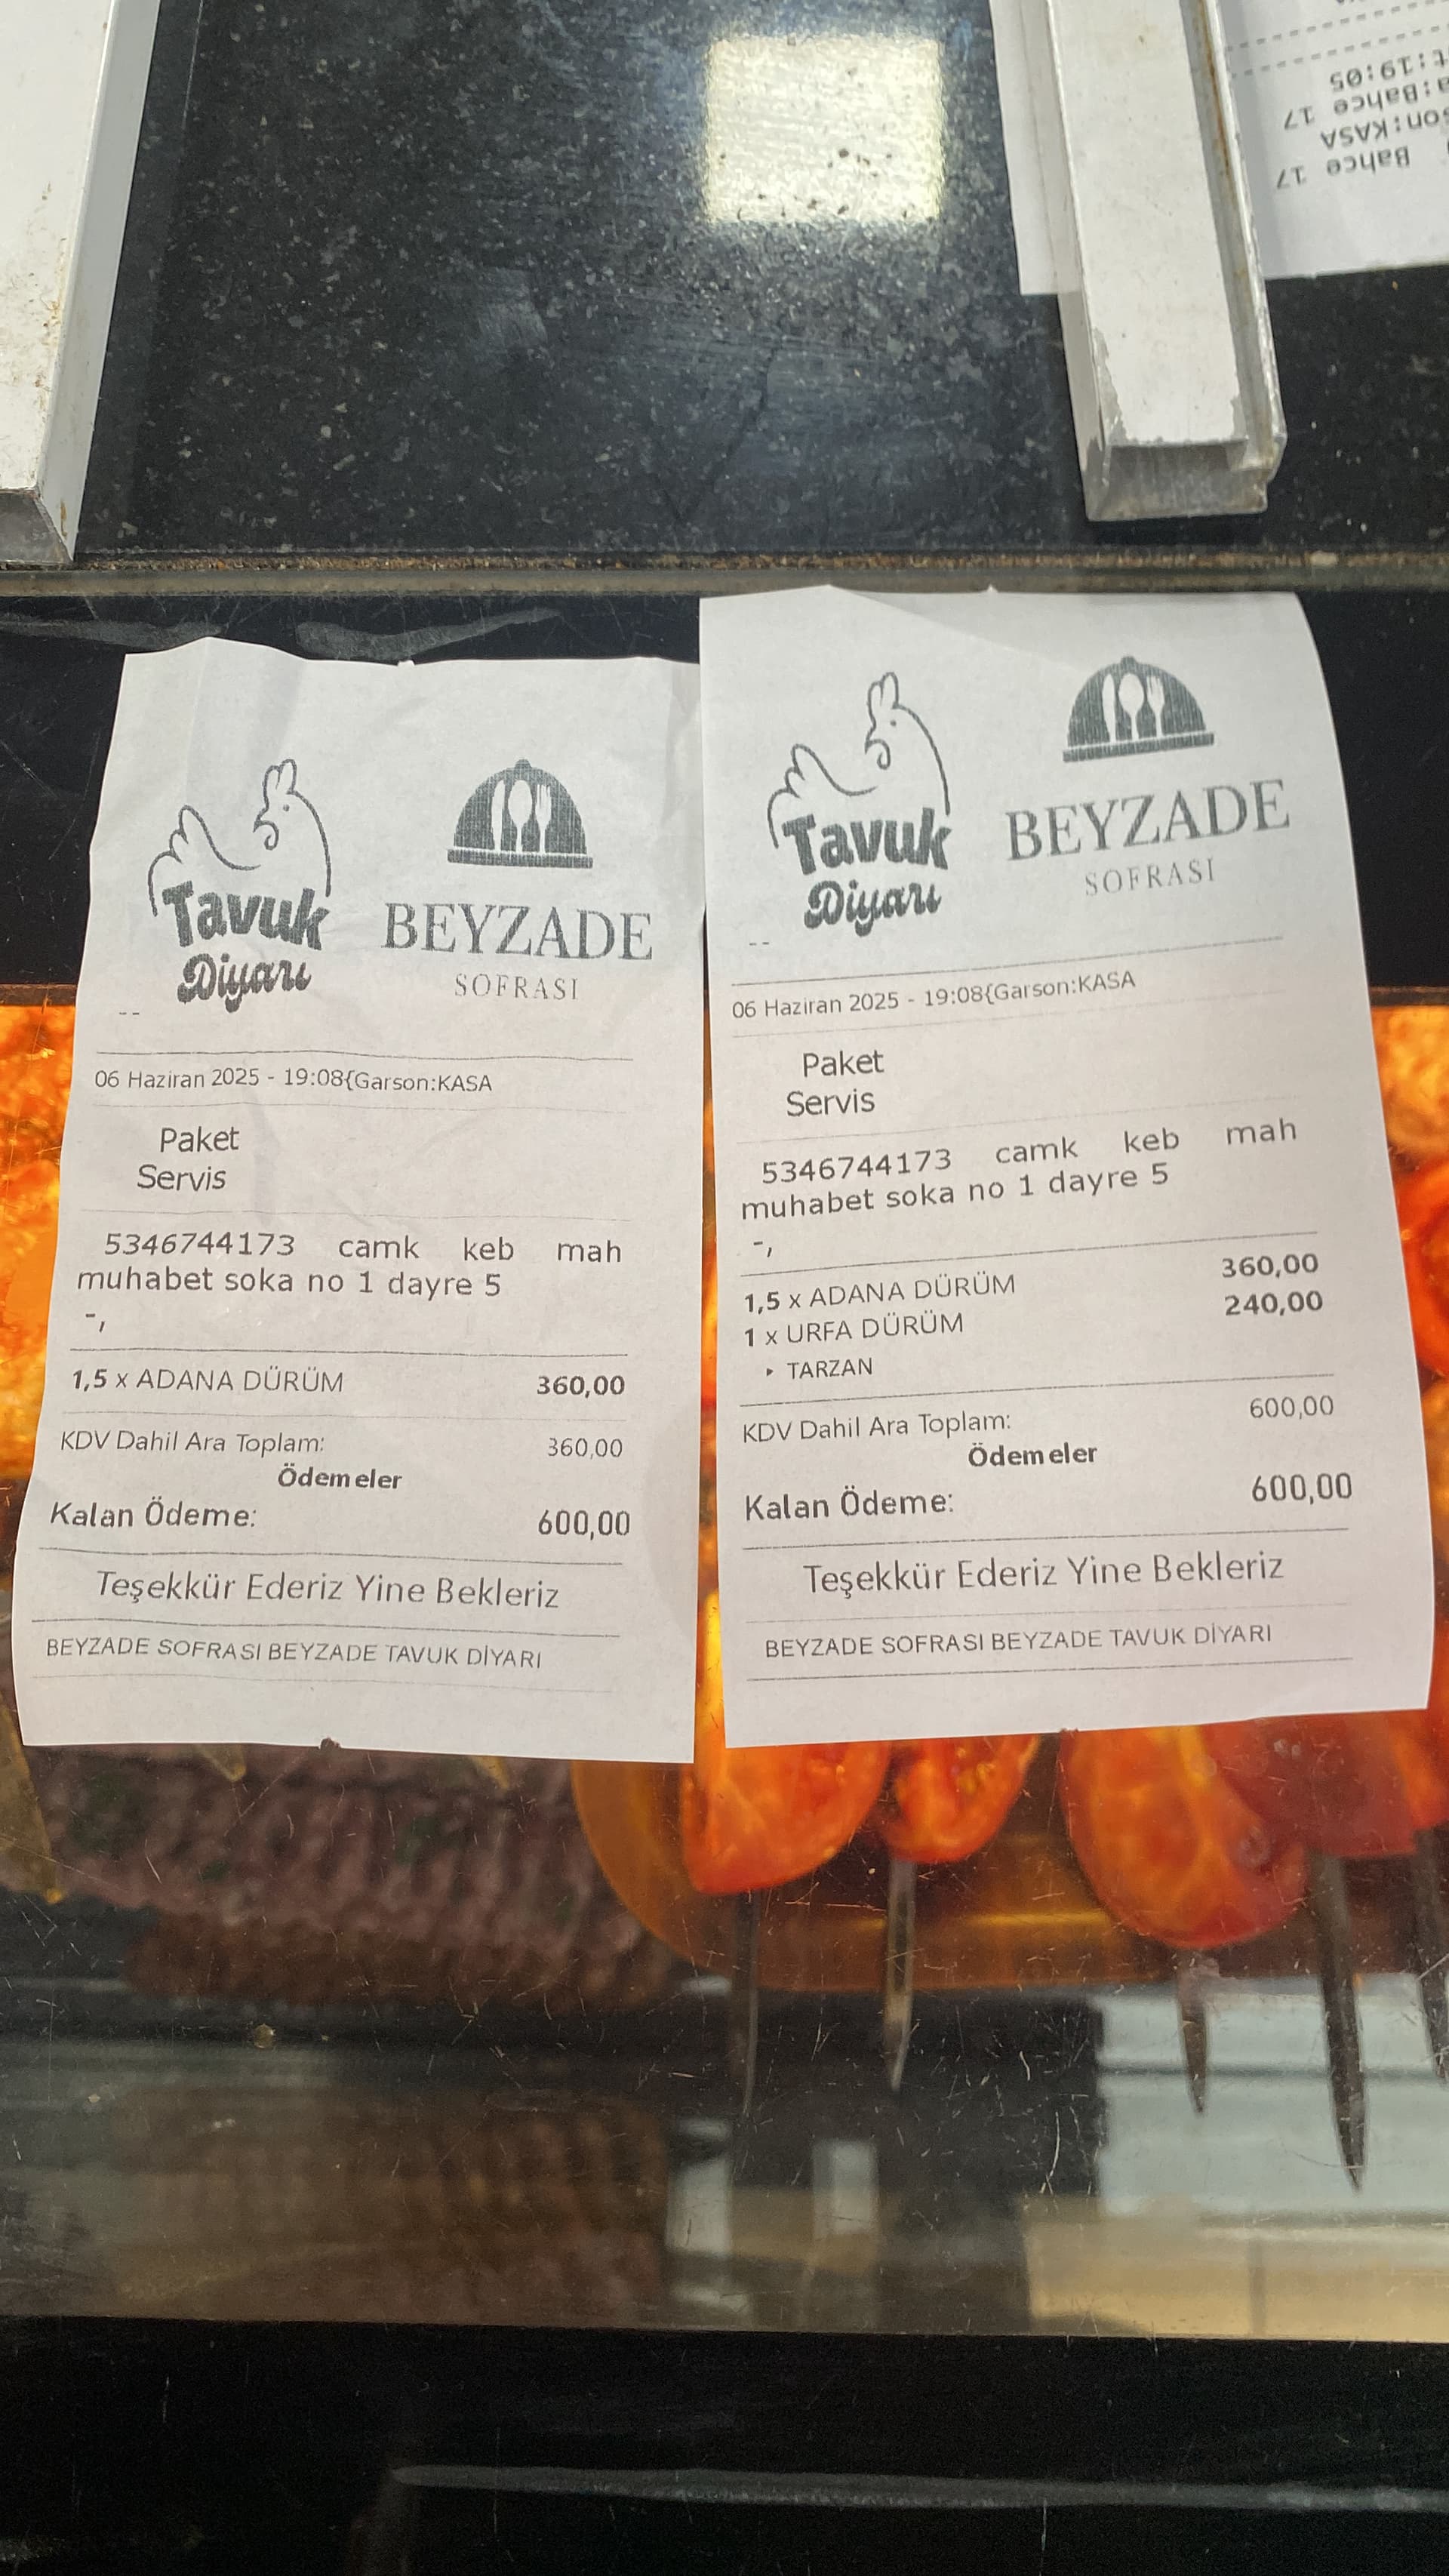 t:19:05
a:Bahce 17
on:KASA
Bahce 17
Tavuk
Diyarı
BEYZADE
SOFRASI
--
06 Haziran 2025 - 19:08{Garson:KASA
Paket
Servis
5346744173 camk keb mah
muhabet soka no 1 dayre 5
-,
1,5 x ADANA DÜRÜM 360,00
KDV Dahil Ara Toplam: 360,00
Ödemeler
Kalan Ödeme: 600,00
Teşekkür Ederiz Yine Bekleriz
BEYZADE SOFRASI BEYZADE TAVUK DİYARI
Tavuk
Diyarı
BEYZADE
SOFRASI
--
06 Haziran 2025 - 19:08{Garson:KASA
Paket
Servis
5346744173 camk keb mah
muhabet soka no 1 dayre 5
-,
1,5 x ADANA DÜRÜM 360,00
1 x URFA DÜRÜM 240,00
‣ TARZAN
KDV Dahil Ara Toplam: 600,00
Ödemeler
Kalan Ödeme: 600,00
Teşekkür Ederiz Yine Bekleriz
BEYZADE SOFRASI BEYZADE TAVUK DİYARI